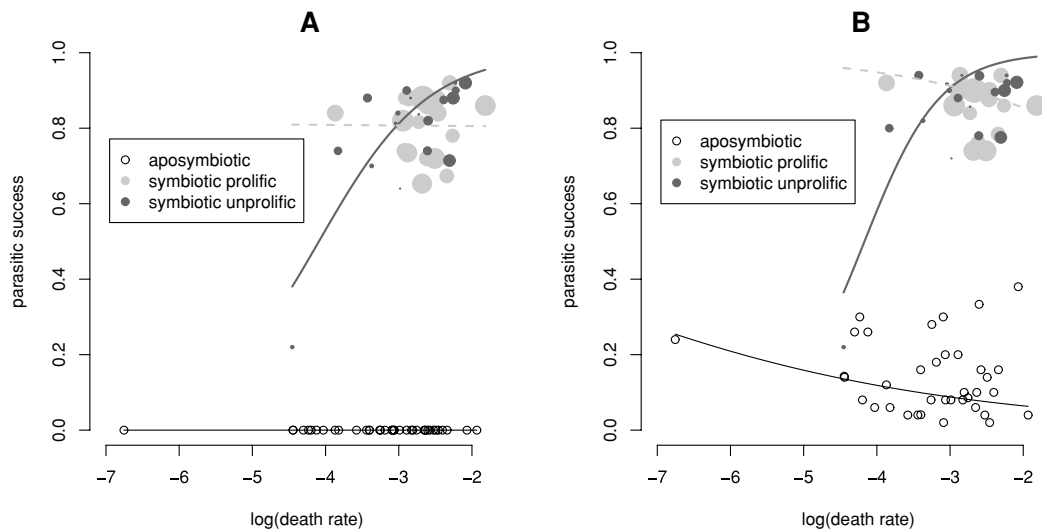 A
parasitic success
1.0
0.8
0.6
0.4
0.2
0.0
aposymbiotic
symbiotic prolific
symbiotic unprolific
−7 −6 −5 −4 −3 −2
log(death rate)
B
parasitic success
1.0
0.8
0.6
0.4
0.2
0.0
aposymbiotic
symbiotic prolific
symbiotic unprolific
−7 −6 −5 −4 −3 −2
log(death rate)